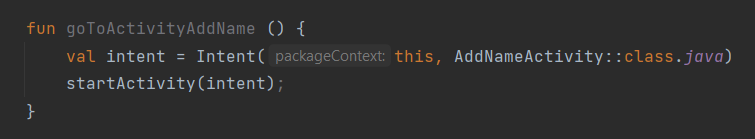 fun goToActivityAddName () {
val intent = Intent( packageContext: this, AddNameActivity::class.java)
startActivity(intent);
}